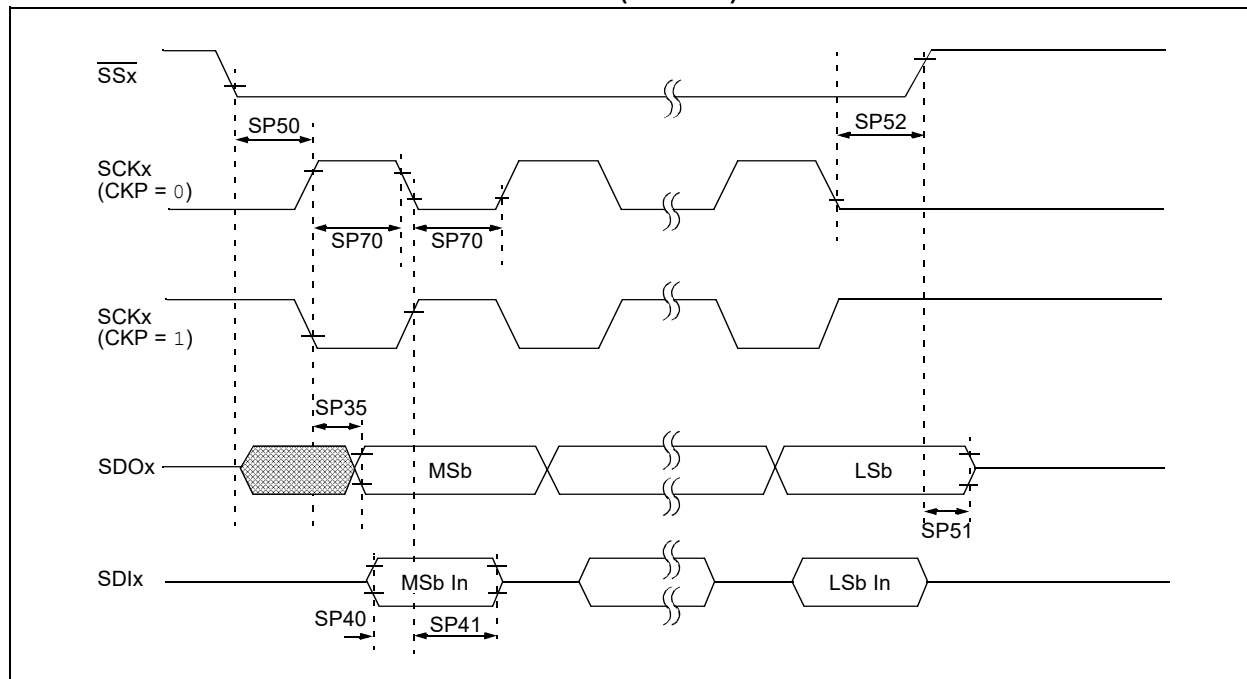 SSx
SP50
SP52
SCKx
(CKP = 0)
SP70
SP70
SCKx
(CKP = 1)
SP35
SDOx
MSb
LSb
SP51
SDIx
MSb In
LSb In
SP40
SP41